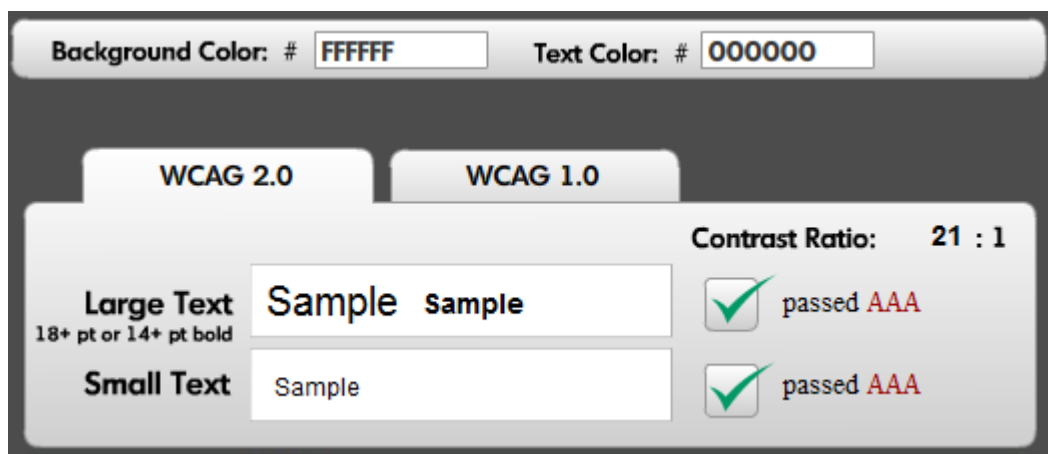 Background Color: # FFFFFF Text Color: # 000000
WCAG 2.0 WCAG 1.0
Contrast Ratio: 21 : 1
Large Text Sample Sample passed AAA
18+ pt or 14+ pt bold
Small Text Sample passed AAA